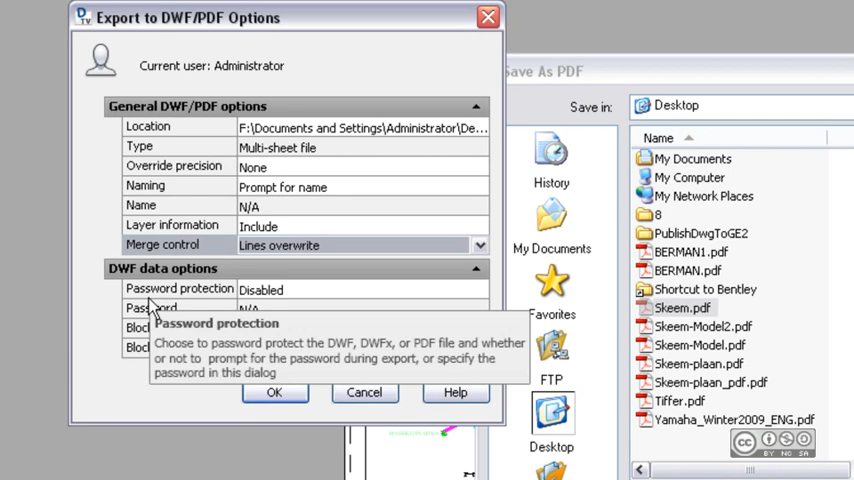 Export to DWF/PDF Options
Current user: Administrator
General DWF/PDF options
Location F:\Documents and Settings\Administrator\De...
Type Multi-sheet file
Override precision None
Naming Prompt for name
Name N/A
Layer information Include
Merge control Lines overwrite
DWF data options
Password protection Disabled
Password N/A
Password protection
Choose to password protect the DWF, DWFx, or PDF file and whether
or not to prompt for the password during export, or specify the
password in this dialog
OK Cancel Help
Save As PDF
Save in: Desktop
History
My Documents
Favorites
FTP
Desktop
Name
My Documents
My Computer
My Network Places
8
PublishDwgToGE2
BERMAN1.pdf
BERMAN.pdf
Shortcut to Bentley
Skeem.pdf
Skeem-Model2.pdf
Skeem-Model.pdf
Skeem-plaan.pdf
Skeem-plaan_pdf.pdf
Tiffer.pdf
Yamaha_Winter2009_ENG.pdf
cc
BY NC SA